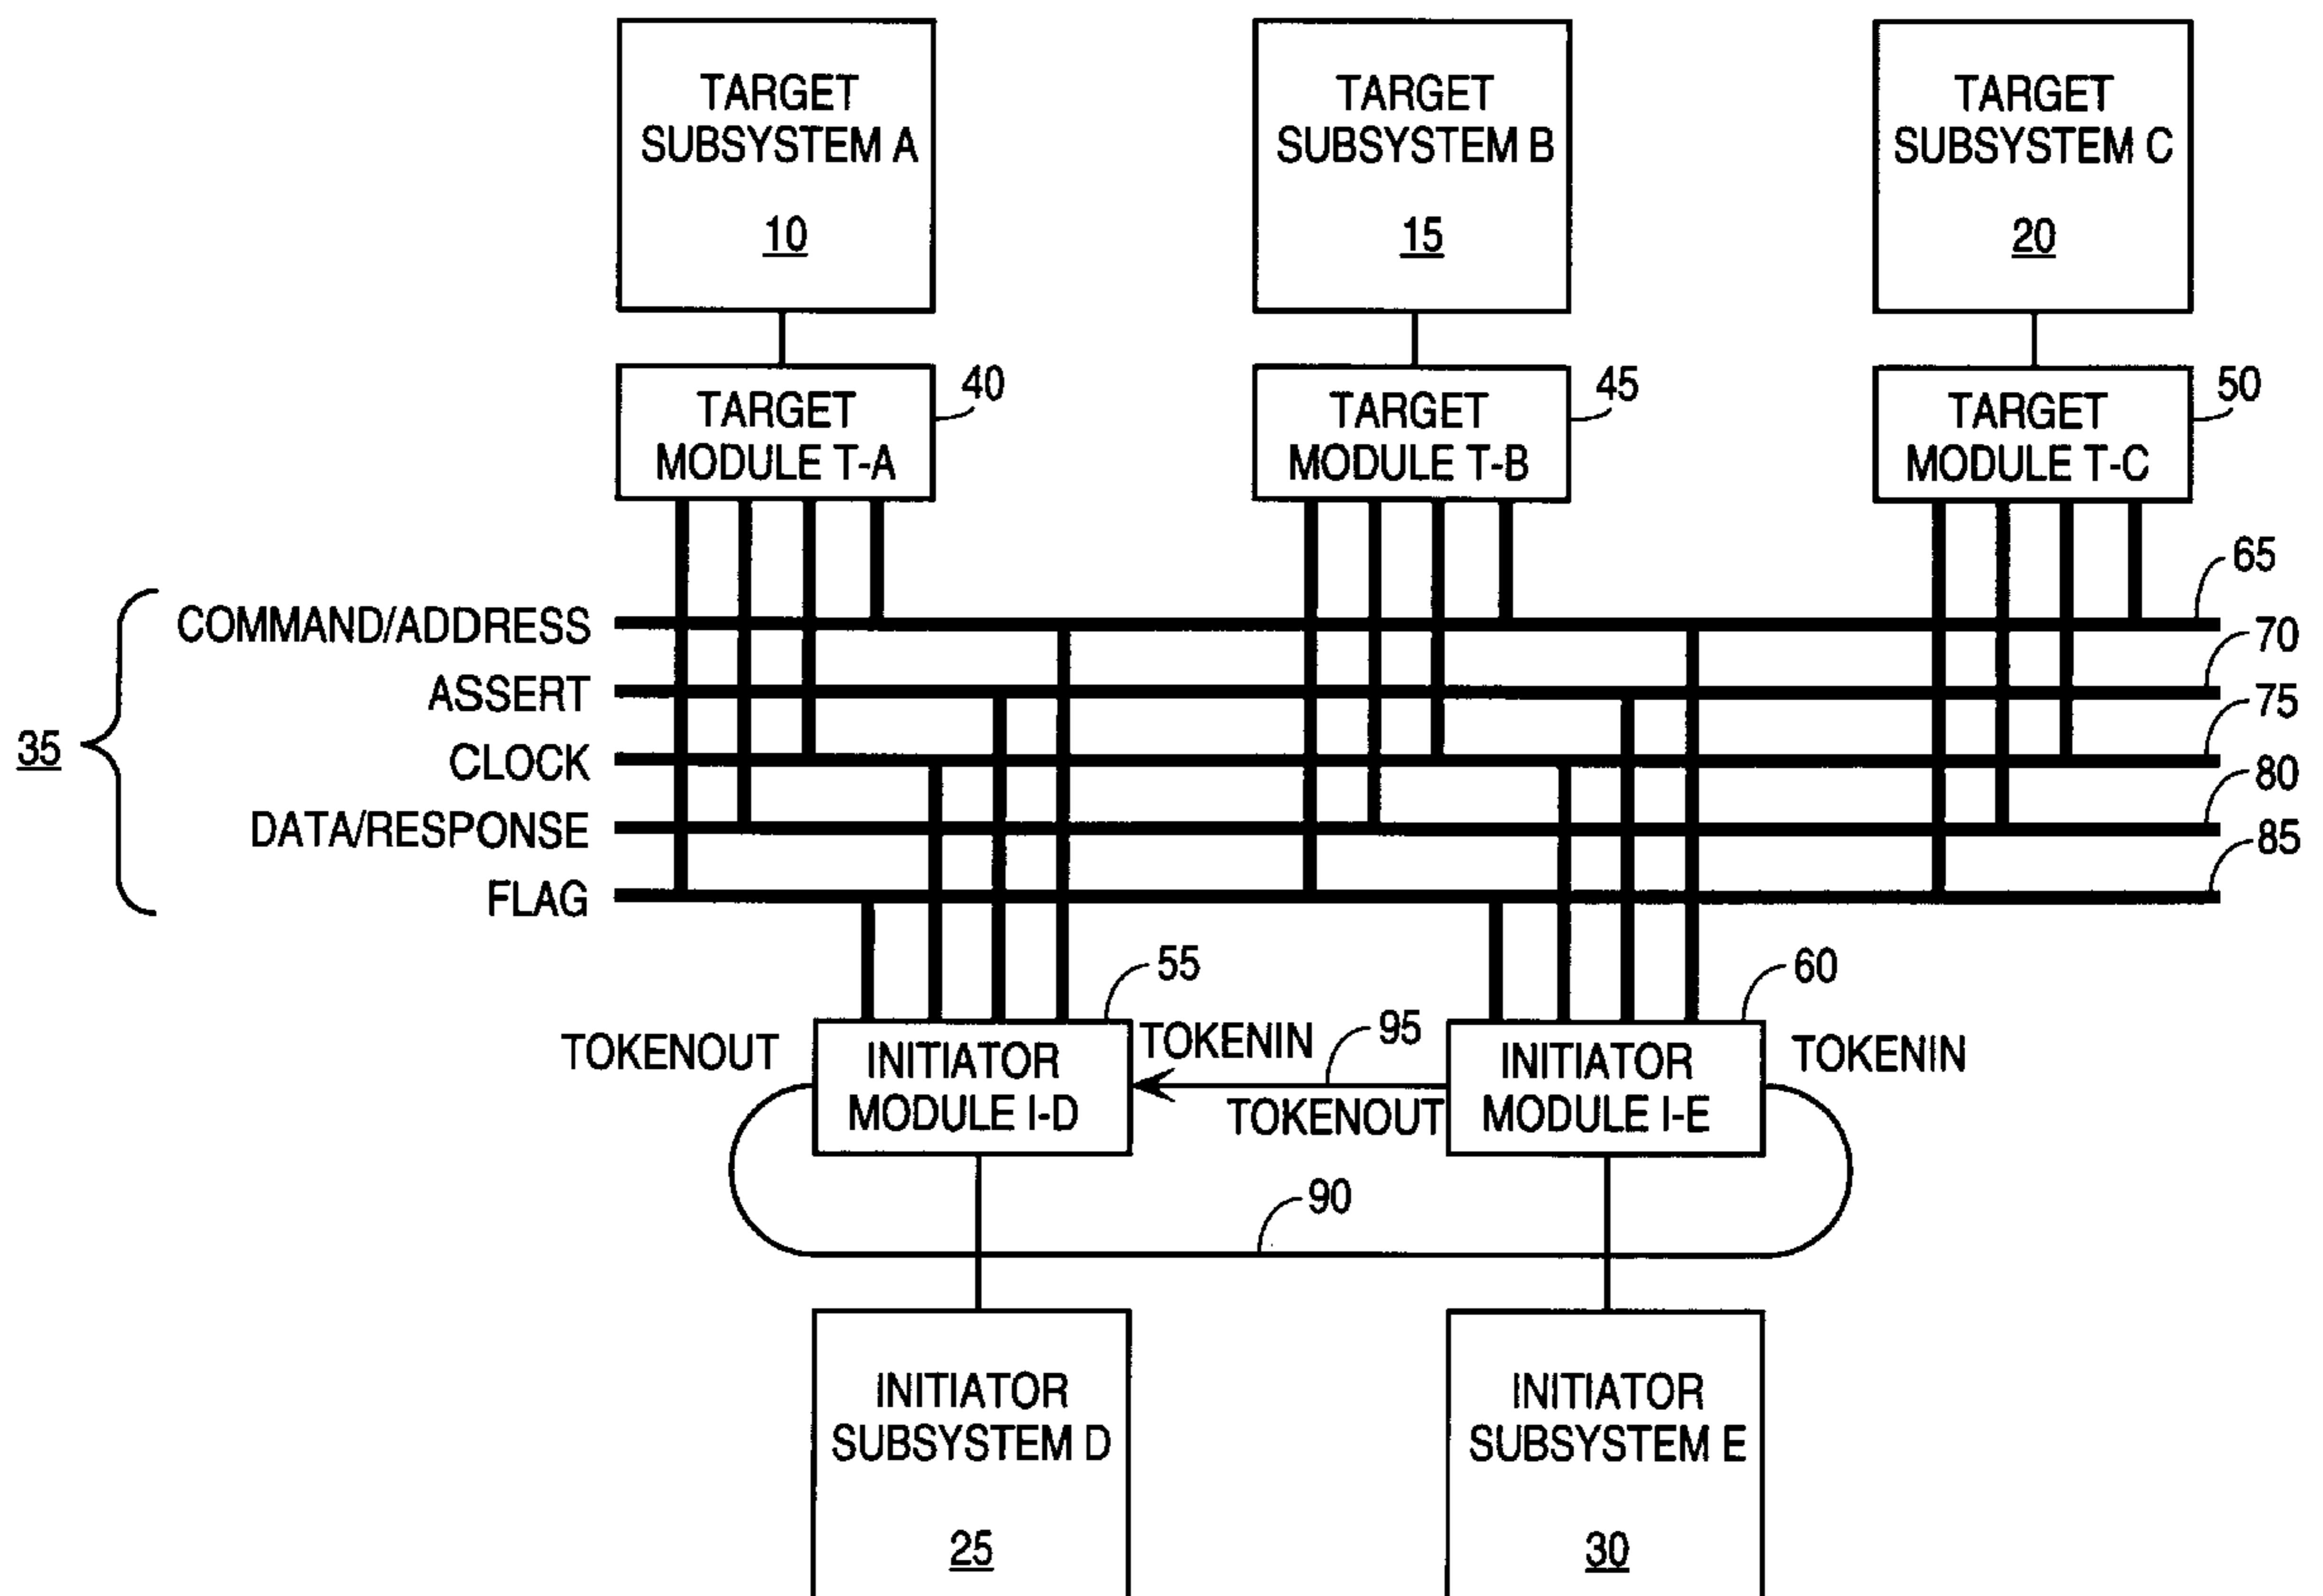 TARGET
SUBSYSTEM A
10
TARGET
SUBSYSTEM B
15
TARGET
SUBSYSTEM C
20
TARGET
MODULE T-A
40
TARGET
MODULE T-B
45
TARGET
MODULE T-C
50
35
COMMAND/ADDRESS
65
ASSERT
70
CLOCK
75
DATA/RESPONSE
80
FLAG
85
TOKENOUT
INITIATOR
MODULE I-D
55
TOKENIN
95
TOKENOUT
INITIATOR
MODULE I-E
60
TOKENIN
90
INITIATOR
SUBSYSTEM D
25
INITIATOR
SUBSYSTEM E
30